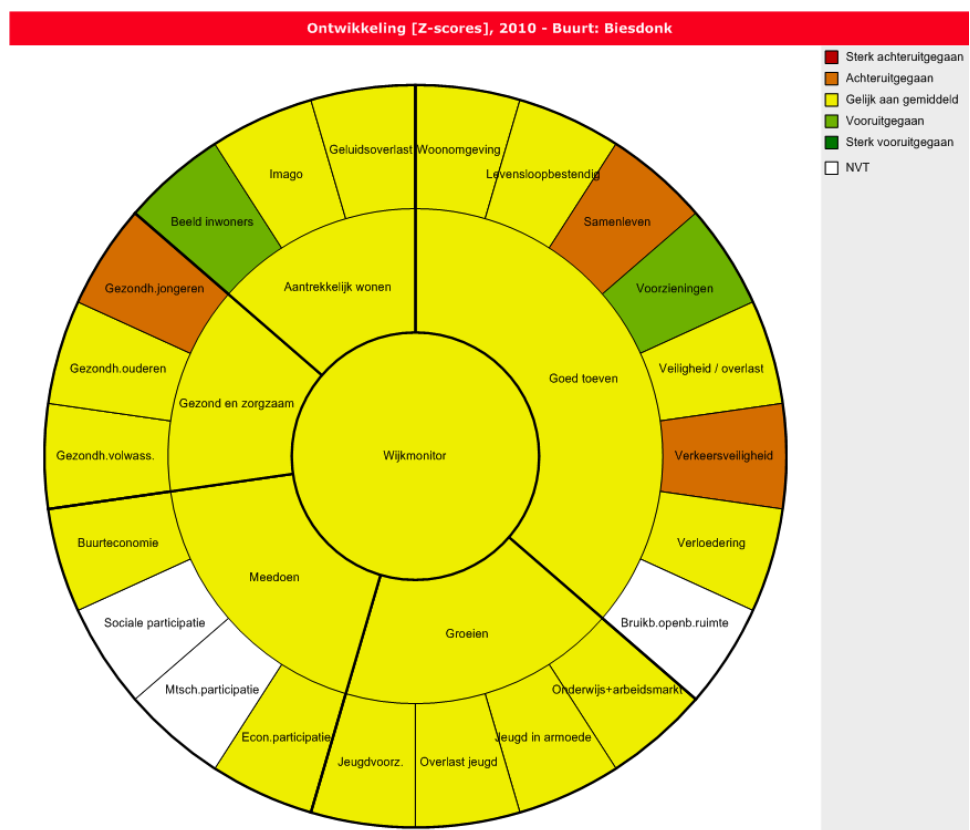 Ontwikkeling [Z-scores], 2010 - Buurt: Biesdonk
Sterk achteruitgegaan
Achteruitgegaan
Gelijk aan gemiddeld
Vooruitgegaan
Sterk vooruitgegaan
NVT
Geluidsoverlast
Woonomgeving
Imago
Levensloopbestendig
Beeld inwoners
Samenleven
Gezondh.jongeren
Aantrekkelijk wonen
Voorzieningen
Gezondh.ouderen
Goed toeven
Veiligheid / overlast
Gezond en zorgzaam
Gezondh.volwass.
Wijkmonitor
Verkeersveiligheid
Buurteconomie
Verloedering
Meedoen
Sociale participatie
Groeien
Bruikb.openb.ruimte
Mtsch.participatie
Onderwijs+arbeidsmarkt
Econ.participatie
Jeugd in armoede
Jeugdvoorz.
Overlast jeugd